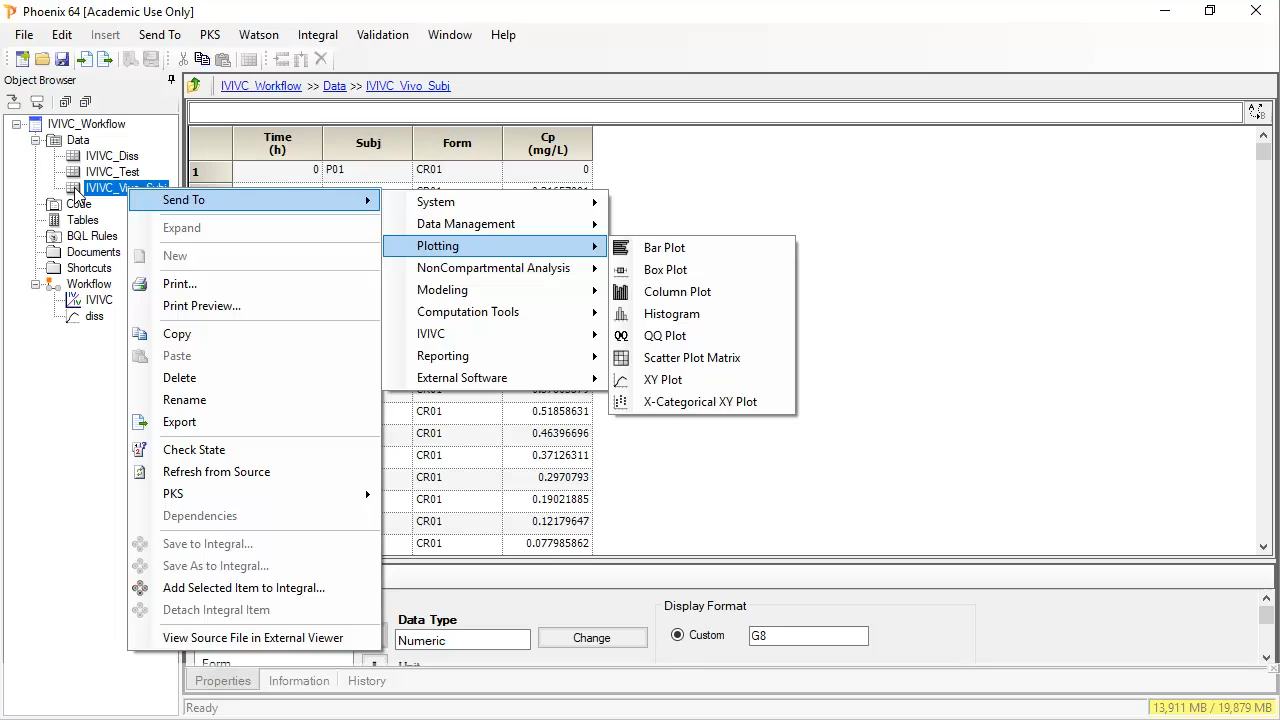 Phoenix 64 [Academic Use Only]
File Edit Insert Send To PKS Watson Integral Validation Window Help
Object Browser
IVIVC_Workflow >> Data >> IVIVC_Vivo_Subj
IVIVC_Workflow
Data
IVIVC_Diss
IVIVC_Test
IVIVC_Vivo_Subj
Code
Tables
BQL Rules
Documents
Shortcuts
Workflow
IVIVC
diss
Time (h) Subj Form Cp (mg/L)
1 0 P01 CR01 0
Send To
Expand
New
Print...
Print Preview...
Copy
Paste
Delete
Rename
Export
Check State
Refresh from Source
PKS
Dependencies
Save to Integral...
Save As to Integral...
Add Selected Item to Integral...
Detach Integral Item
View Source File in External Viewer
System
Data Management
Plotting
NonCompartmental Analysis
Modeling
Computation Tools
IVIVC
Reporting
External Software
Bar Plot
Box Plot
Column Plot
Histogram
QQ QQ Plot
Scatter Plot Matrix
XY Plot
X-Categorical XY Plot
CR01 0.51858631
CR01 0.46396696
CR01 0.37126311
CR01 0.2970793
CR01 0.19021885
CR01 0.12179647
CR01 0.077985862
Form
Data Type
Numeric
Change
Unit
Display Format
Custom G8
Properties Information History
Ready
13,911 MB / 19,879 MB